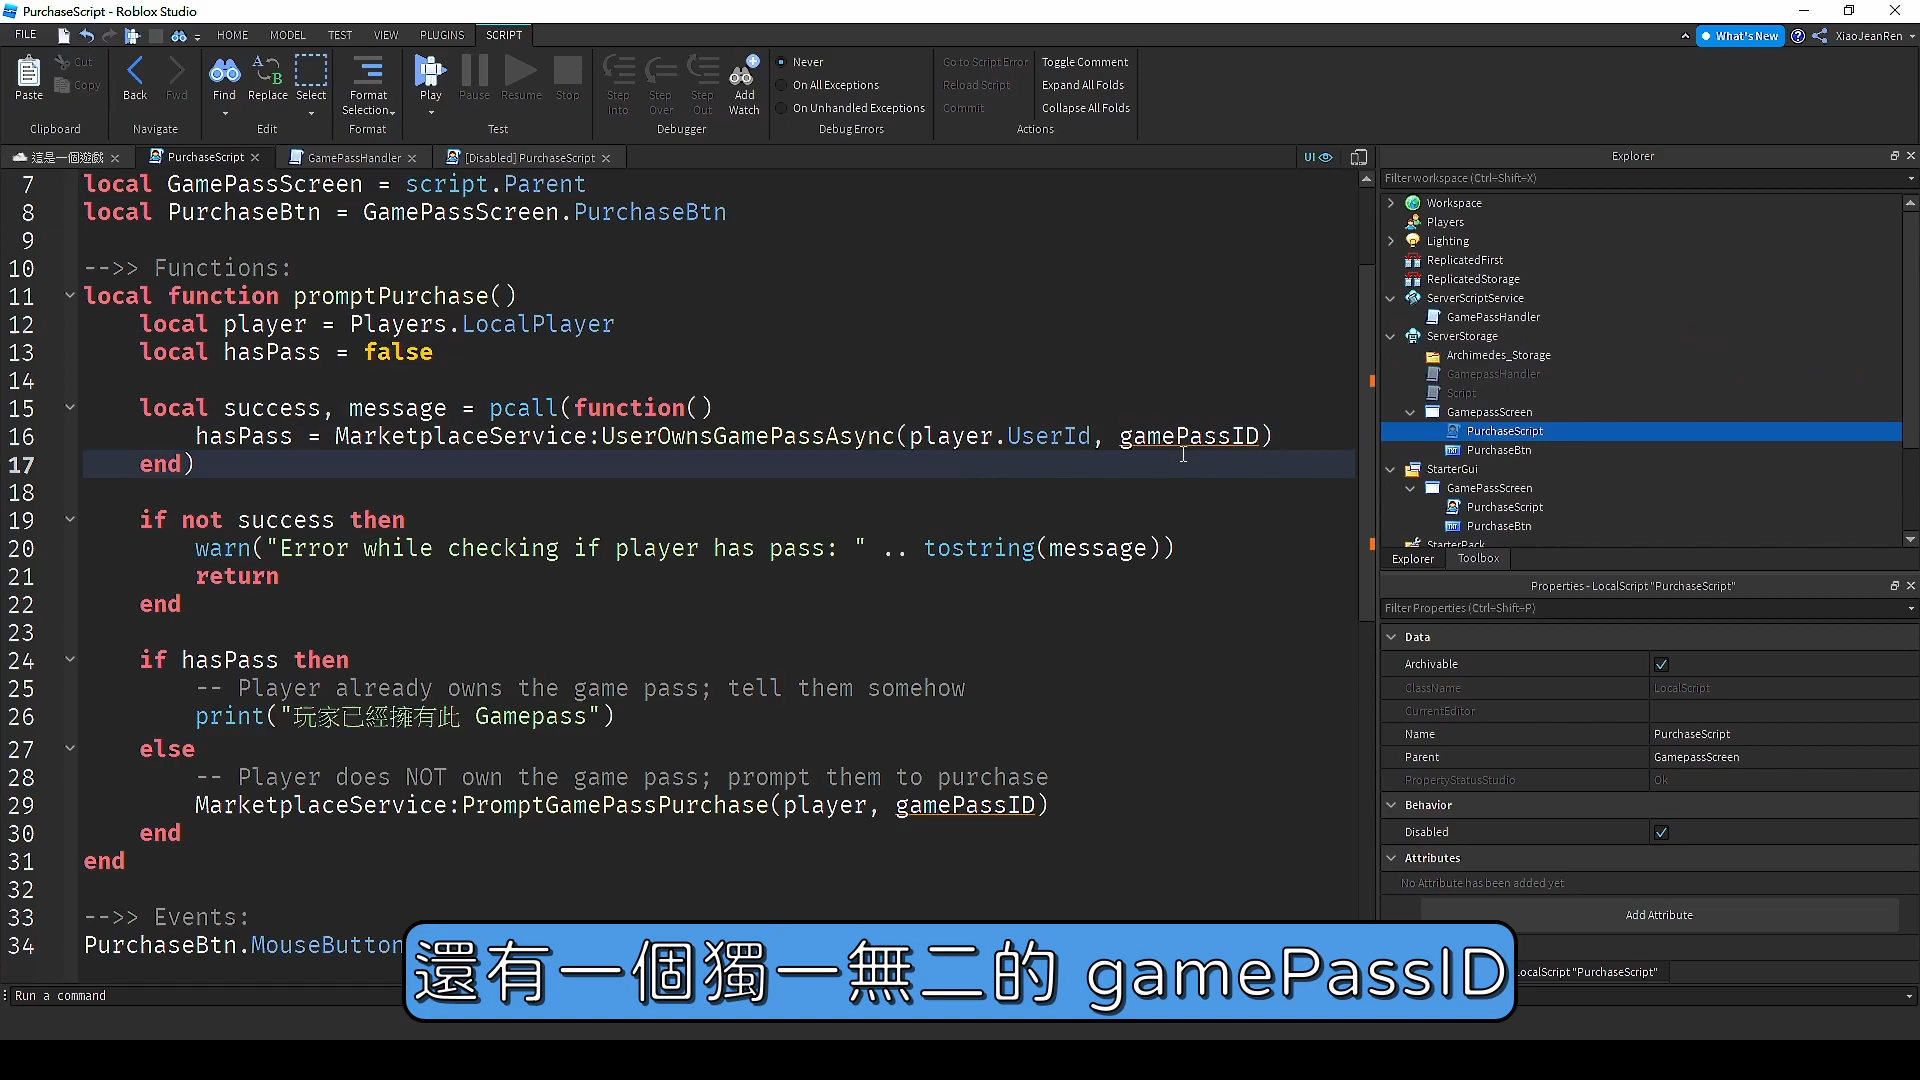 PurchaseScript - Roblox Studio
FILE HOME MODEL TEST VIEW PLUGINS SCRIPT What's New XiaoJeanRen
Paste Cut Copy Back Fwd Find Replace Select Format Selection Play Pause Resume Stop Step Into Step Over Step Out Add Watch
Never
On All Exceptions
On Unhandled Exceptions
Go to Script Error
Reload Script
Commit
Toggle Comment
Expand All Folds
Collapse All Folds
Clipboard Navigate Edit Format Test Debugger Debug Errors Actions
這是一個遊戲 PurchaseScript GamePassHandler [Disabled] PurchaseScript UI
7 local GamePassScreen = script.Parent
8 local PurchaseBtn = GamePassScreen.PurchaseBtn
9
10 -->> Functions:
11 local function promptPurchase()
12 local player = Players.LocalPlayer
13 local hasPass = false
14
15 local success, message = pcall(function()
16 hasPass = MarketplaceService:UserOwnsGamePassAsync(player.UserId, gamePassID)
17 end)
18
19 if not success then
20 warn("Error while checking if player has pass: " .. tostring(message))
21 return
22 end
23
24 if hasPass then
25 -- Player already owns the game pass; tell them somehow
26 print("玩家已經擁有此 Gamepass")
27 else
28 -- Player does NOT own the game pass; prompt them to purchase
29 MarketplaceService:PromptGamePassPurchase(player, gamePassID)
30 end
31 end
32
33 -->> Events:
34 PurchaseBtn.MouseButton
Run a command
還有一個獨一無二的 gamePassID
Explorer
Filter workspace (Ctrl+Shift+X)
Workspace
Players
Lighting
ReplicatedFirst
ReplicatedStorage
ServerScriptService
GamePassHandler
ServerStorage
Archimedes_Storage
GamepassHandler
Script
GamepassScreen
PurchaseScript
PurchaseBtn
StarterGui
GamePassScreen
PurchaseScript
PurchaseBtn
StarterPack
Explorer Toolbox
Properties - LocalScript "PurchaseScript"
Filter Properties (Ctrl+Shift+P)
Data
Archivable
ClassName LocalScript
CurrentEditor
Name PurchaseScript
Parent GamepassScreen
PropertyStatusStudio Ok
Behavior
Disabled
Attributes
No Attribute has been added yet
Add Attribute
LocalScript "PurchaseScript"